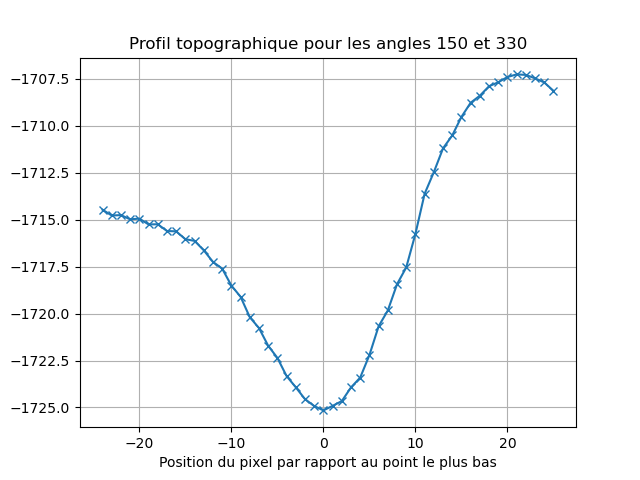 Profil topographique pour les angles 150 et 330
−1707.5
−1710.0
−1712.5
−1715.0
−1717.5
−1720.0
−1722.5
−1725.0
−20 −10 0 10 20
Position du pixel par rapport au point le plus bas